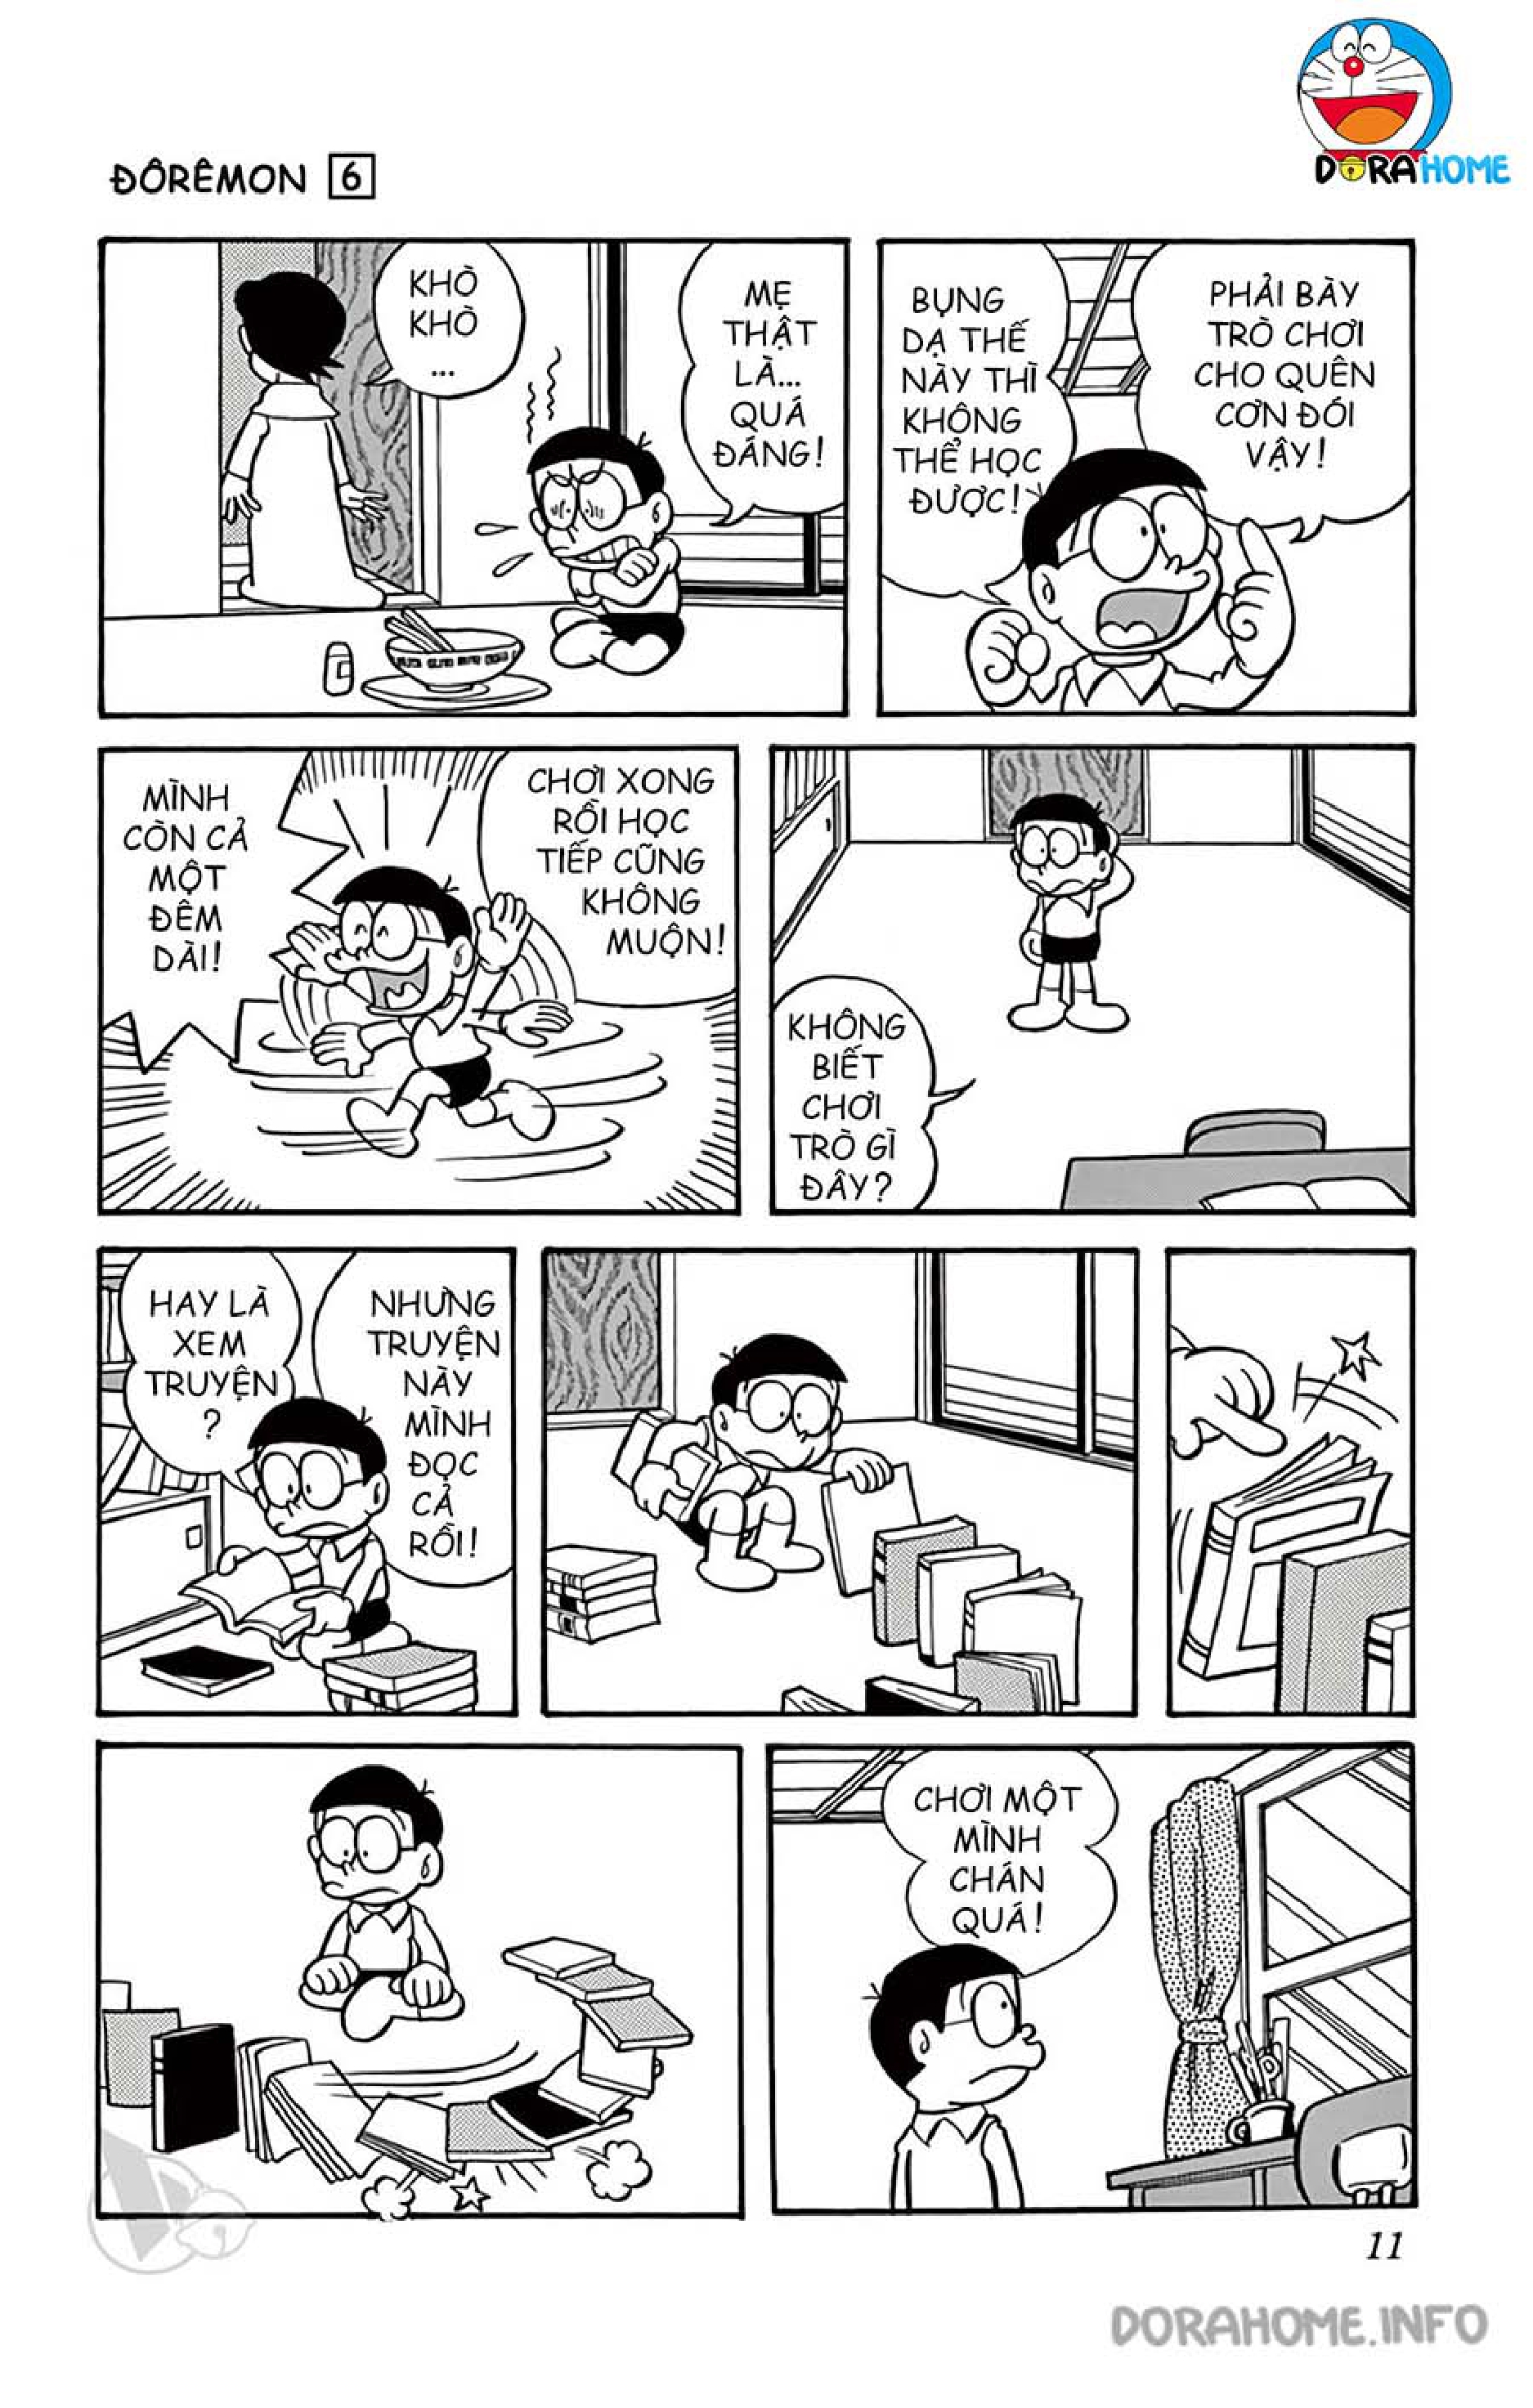 DORAHOME
ĐÔRÊMON 6
KHÒ
KHÒ
...
MẸ
THẬT
LÀ...
QUÁ
ĐÁNG!
BỤNG
DẠ THẾ
NÀY THÌ
KHÔNG
THỂ HỌC
ĐƯỢC!
PHẢI BÀY
TRÒ CHƠI
CHO QUÊN
CƠN ĐÓI
VẬY!
MÌNH
CÒN CẢ
MỘT
ĐÊM
DÀI!
CHƠI XONG
RỒI HỌC
TIẾP CŨNG
KHÔNG
MUỘN!
KHÔNG
BIẾT
CHƠI
TRÒ GÌ
ĐÂY?
HAY LÀ
XEM
TRUYỆN
?
NHƯNG
TRUYỆN
NÀY
MÌNH
ĐỌC
CẢ
RỒI!
CHƠI MỘT
MÌNH
CHÁN
QUÁ!
11
DORAHOME.INFO